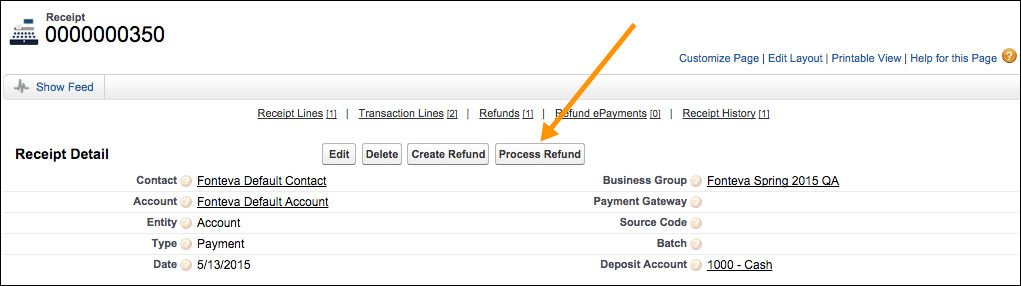 Receipt
0000000350
Customize Page | Edit Layout | Printable View | Help for this Page ?
Show Feed
Receipt Lines [1] | Transaction Lines [2] | Refunds [1] | Refund ePayments [0] | Receipt History [1]
Receipt Detail Edit Delete Create Refund Process Refund
Contact ? Fonteva Default Contact Business Group ? Fonteva Spring 2015 QA
Account ? Fonteva Default Account Payment Gateway ?
Entity ? Account Source Code ?
Type ? Payment Batch ?
Date ? 5/13/2015 Deposit Account ? 1000 - Cash